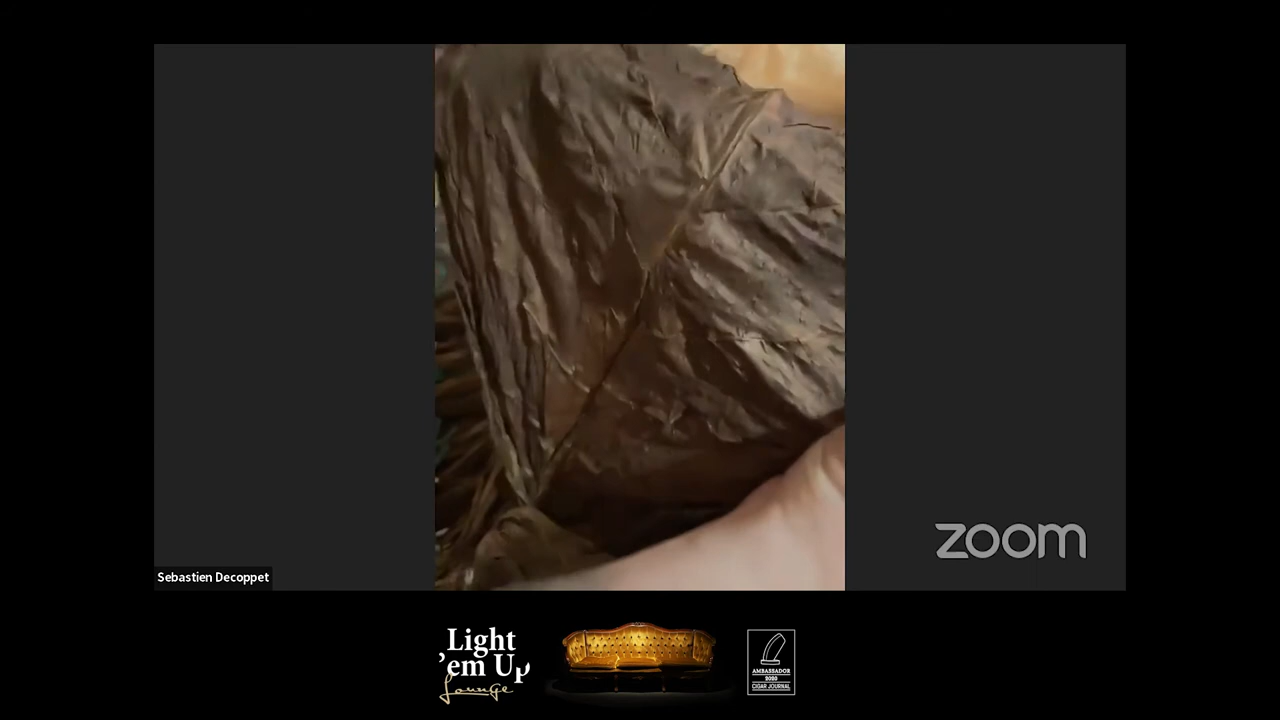 zoom
Sebastien Decoppet
Light
'em Up
Lounge
AMBASSADOR
2020
CIGAR JOURNAL